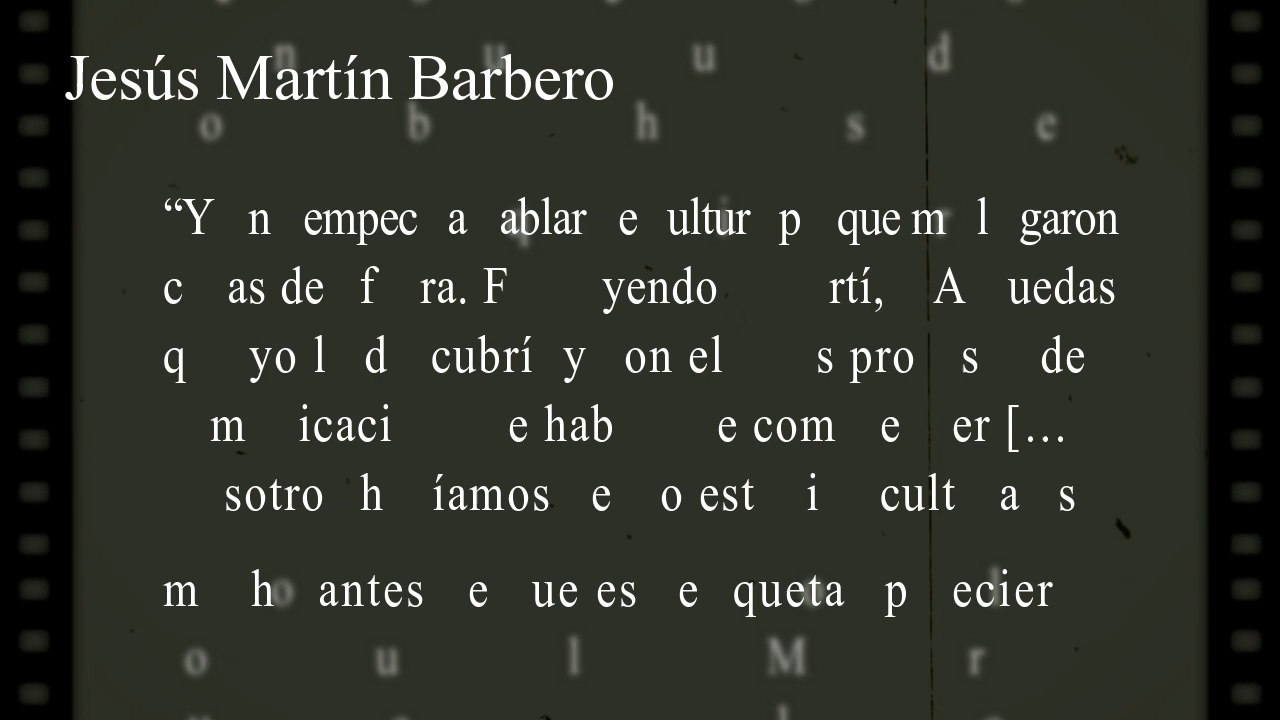 Jesús Martín Barbero
“Y n empec a ablar e ultur p que m l garon
c as de f ra. F yendo rtí, A uedas
q yo l d cubrí y on el s pro s de
m icaci e hab e com e er [...
sotro h íamos e o est i cult a s
m h antes e ue es e queta p ecier